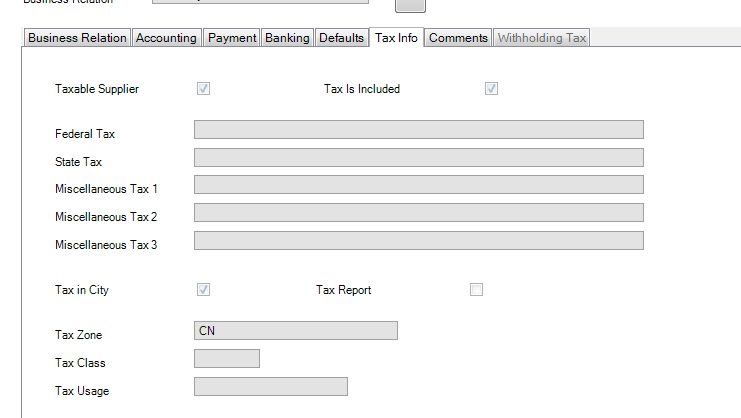 Business Relation
Business Relation Accounting Payment Banking Defaults Tax Info Comments Withholding Tax
Taxable Supplier Tax Is Included
Federal Tax
State Tax
Miscellaneous Tax 1
Miscellaneous Tax 2
Miscellaneous Tax 3
Tax in City Tax Report
Tax Zone CN
Tax Class
Tax Usage